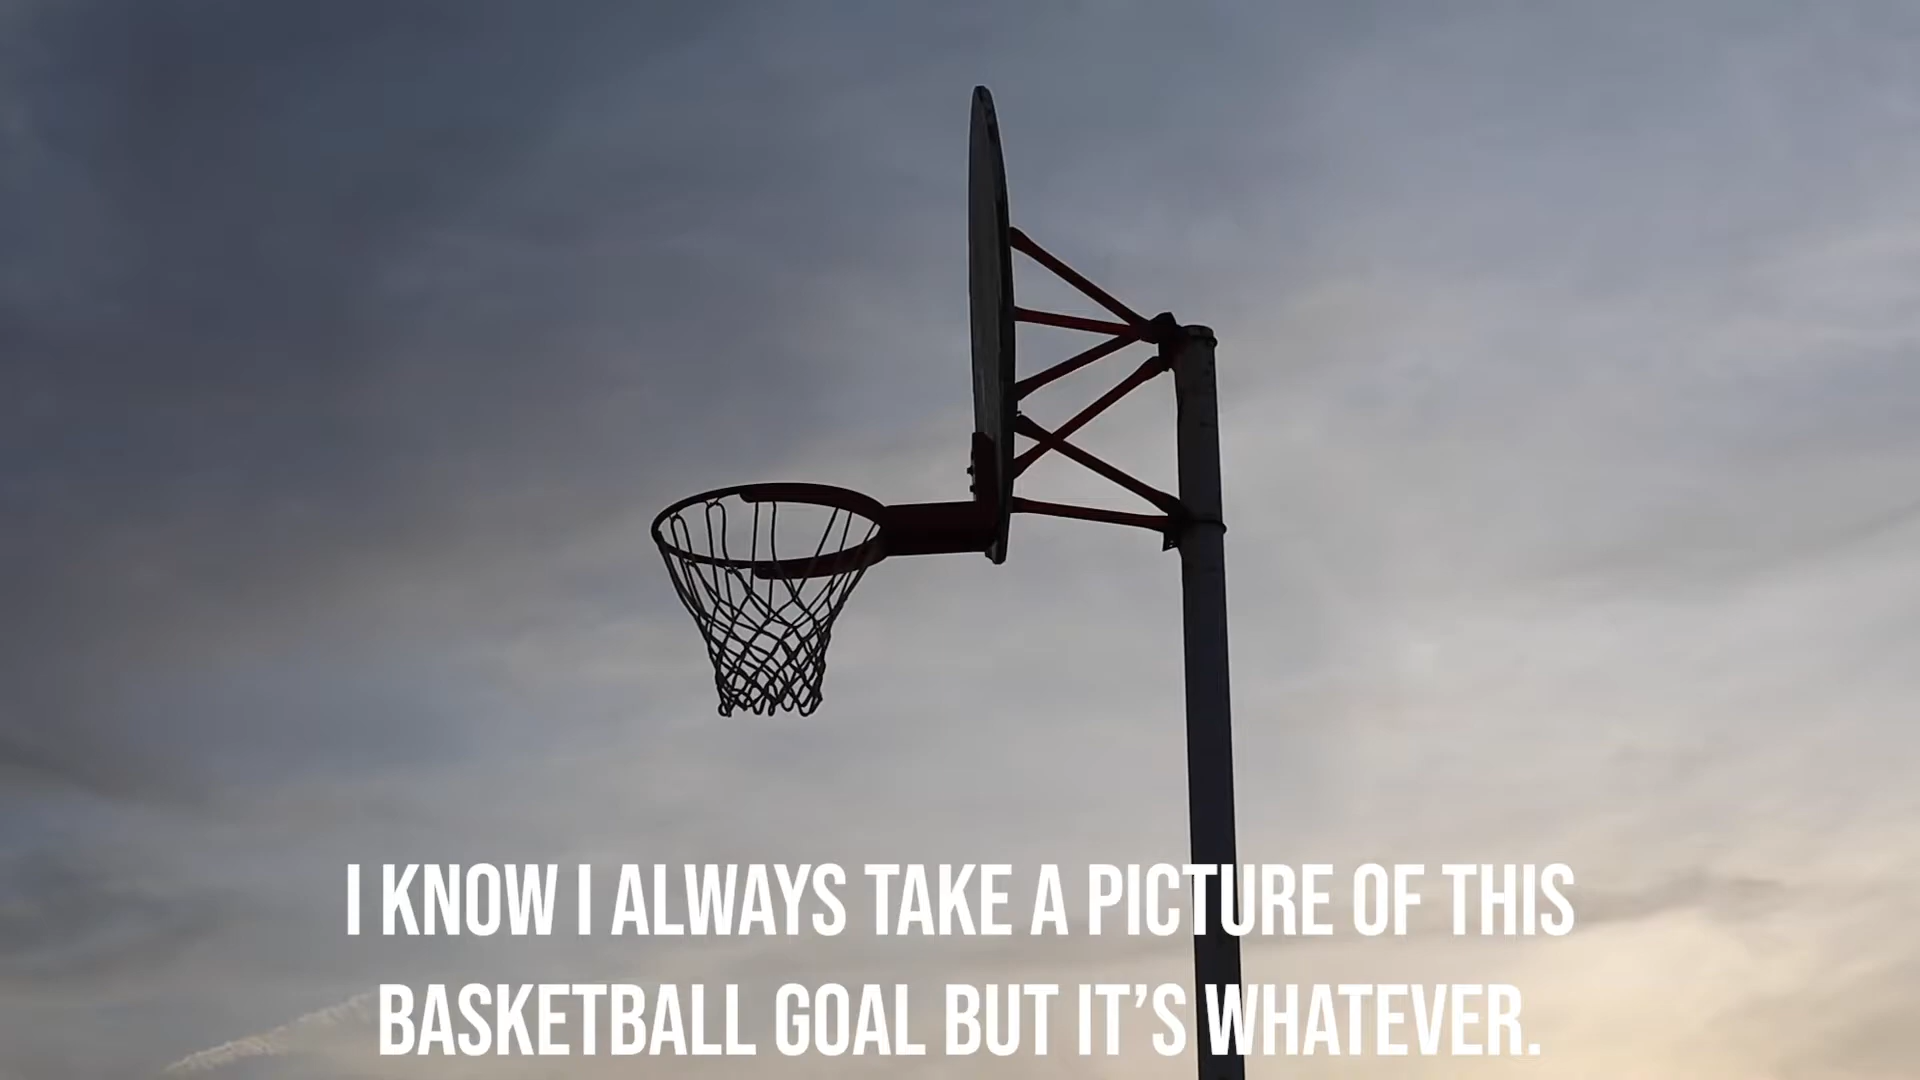 I KNOW I ALWAYS TAKE A PICTURE OF THIS
BASKETBALL GOAL BUT IT’S WHATEVER.